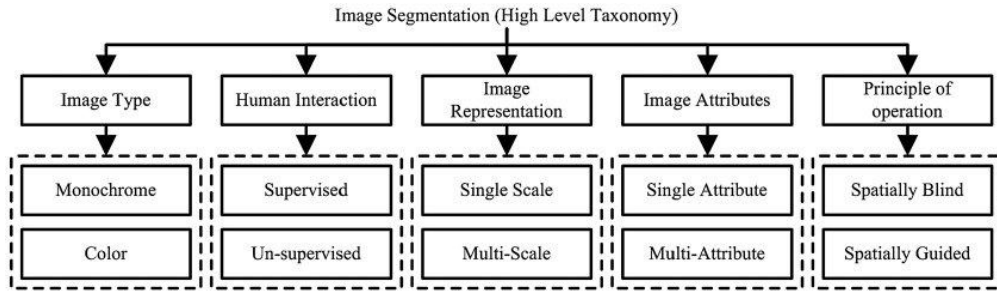 Image Segmentation (High Level Taxonomy)
Image Type
Human Interaction
Image
Representation
Image Attributes
Principle of
operation
Monochrome
Supervised
Single Scale
Single Attribute
Spatially Blind
Color
Un-supervised
Multi-Scale
Multi-Attribute
Spatially Guided